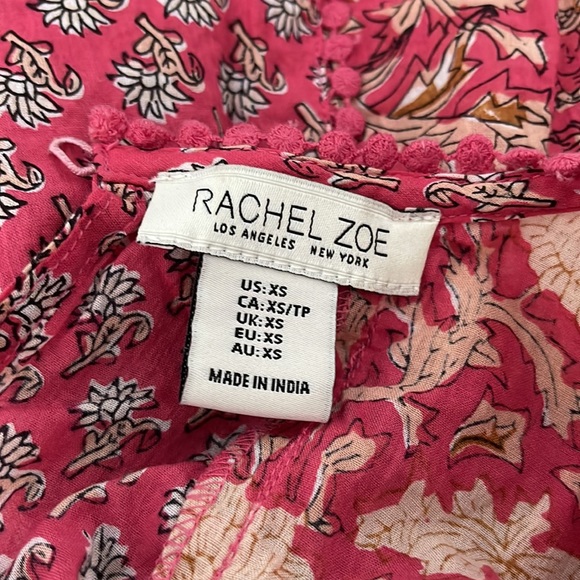 RACHEL ZOE
LOS ANGELES NEW YORK
US: XS
CA: XS/TP
UK: XS
EU: XS
AU: XS
MADE IN INDIA